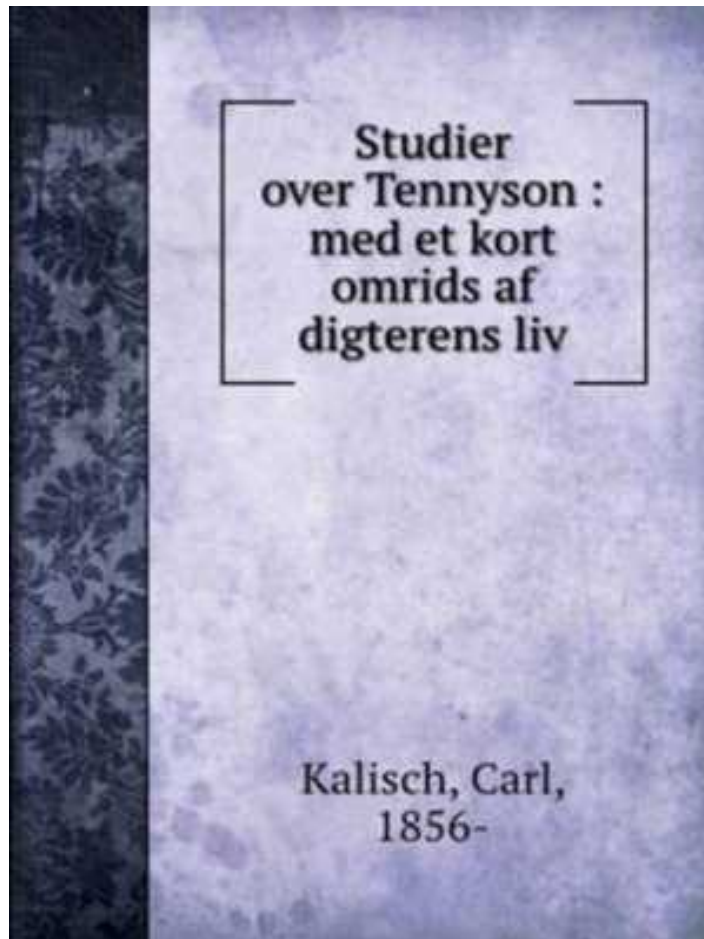 Studier
over Tennyson :
med et kort
omrids af
digterens liv
Kalisch, Carl,
1856-